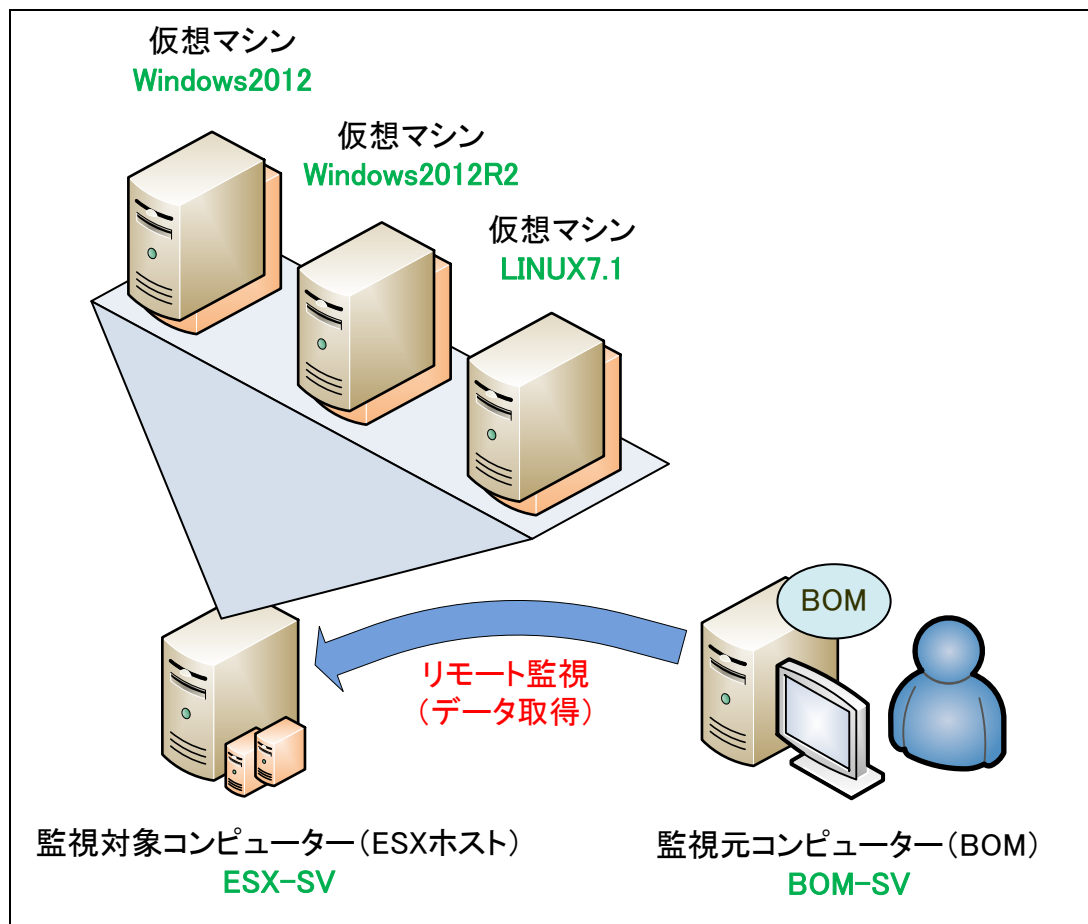 仮想マシン
Windows2012
仮想マシン
Windows2012R2
仮想マシン
LINUX7.1
BOM
リモート監視
（データ取得）
監視対象コンピューター（ESXホスト）
ESX-SV
監視元コンピューター（BOM）
BOM-SV